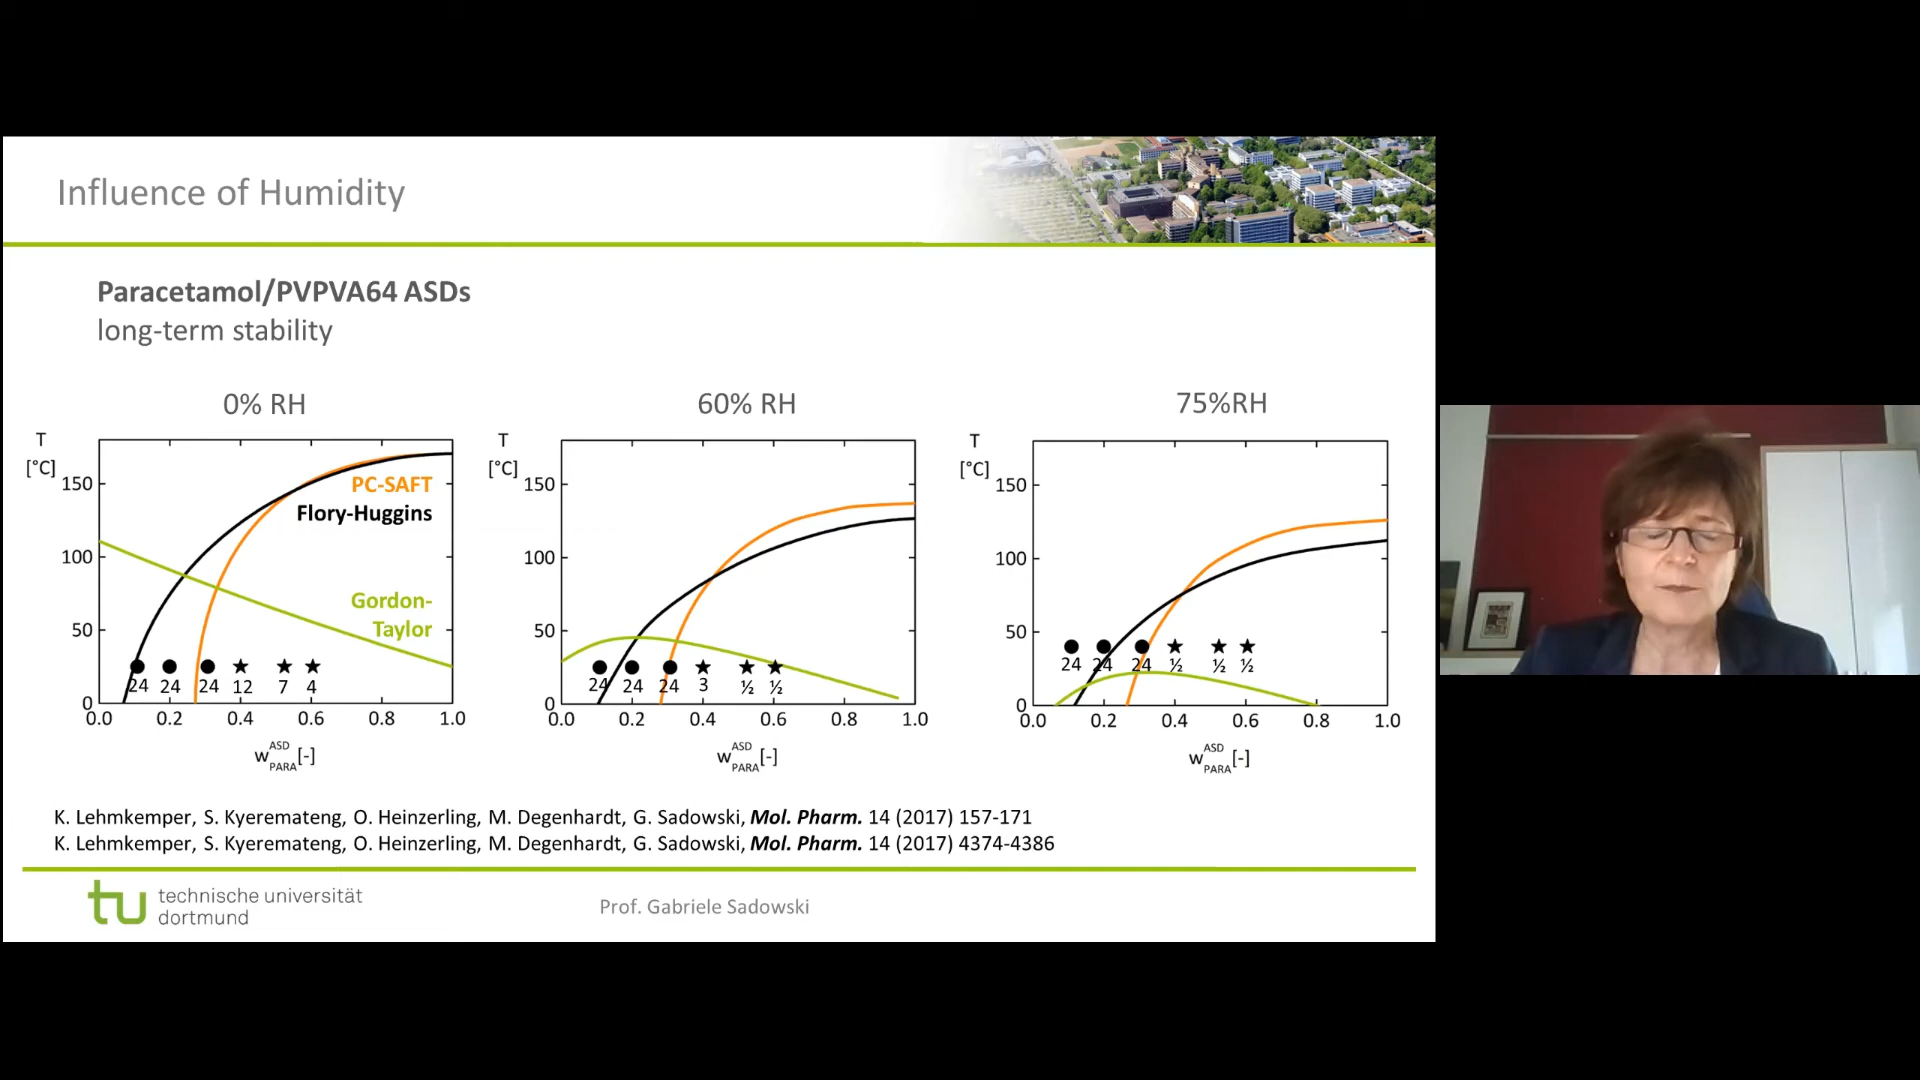 Influence of Humidity
Paracetamol/PVPVA64 ASDs
long-term stability
0% RH
T
[°C]
150
100
50
0
PC-SAFT
Flory-Huggins
Gordon-
Taylor
24 24 24 12 7 4
0.0 0.2 0.4 0.6 0.8 1.0
w ASD PARA [-]
60% RH
T
[°C]
150
100
50
0
24 24 24 3 ½ ½
0.0 0.2 0.4 0.6 0.8 1.0
w ASD PARA [-]
75%RH
T
[°C]
150
100
50
0
24 24 24 ½ ½ ½
0.0 0.2 0.4 0.6 0.8 1.0
w ASD PARA [-]
K. Lehmkemper, S. Kyeremateng, O. Heinzerling, M. Degenhardt, G. Sadowski, Mol. Pharm. 14 (2017) 157-171
K. Lehmkemper, S. Kyeremateng, O. Heinzerling, M. Degenhardt, G. Sadowski, Mol. Pharm. 14 (2017) 4374-4386
tu technische universität
dortmund
Prof. Gabriele Sadowski